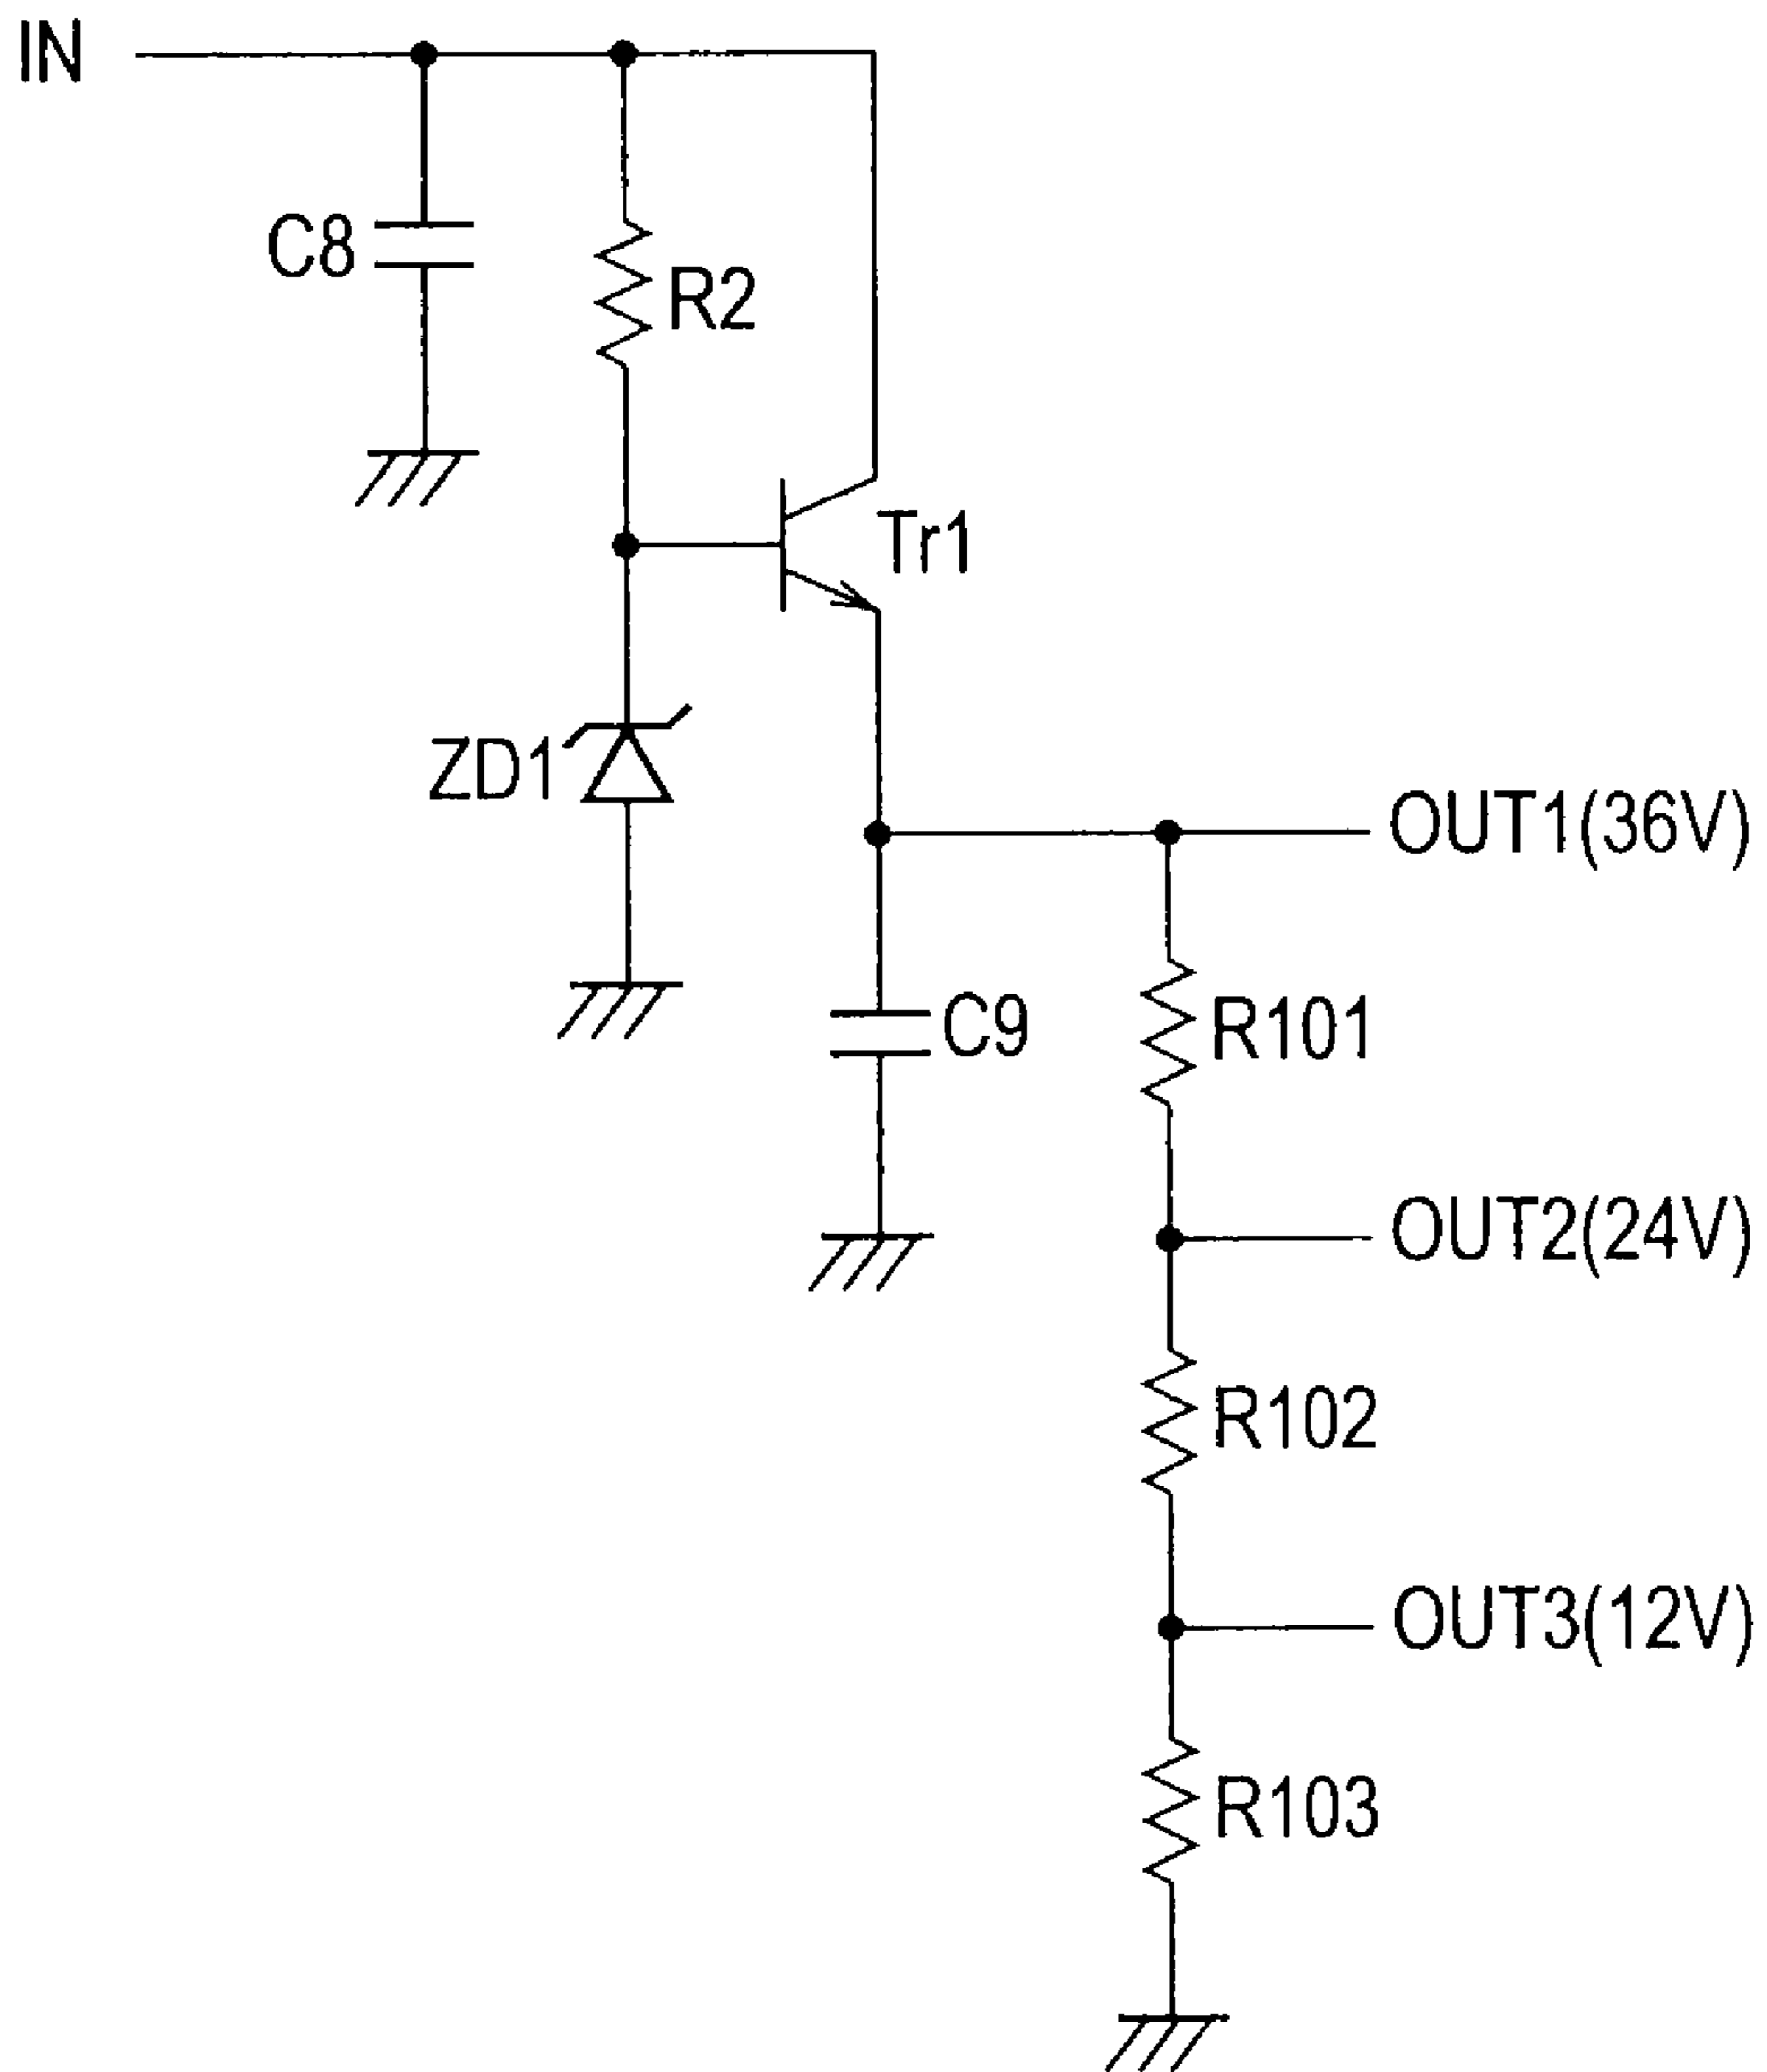 IN
C8
R2
Tr1
ZD1
OUT1(36V)
C9
R101
OUT2(24V)
R102
OUT3(12V)
R103